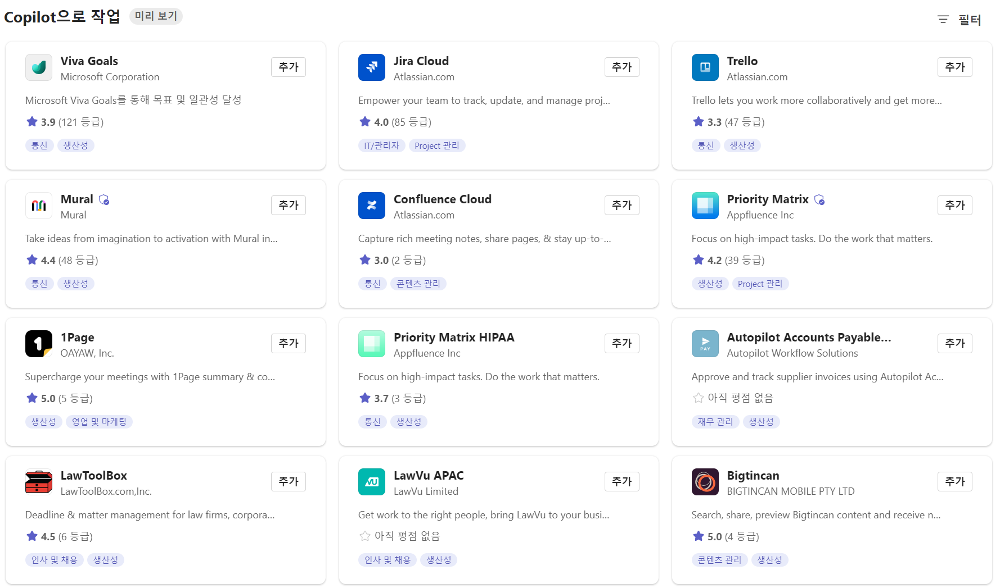 Copilot으로 작업 미리 보기 필터
Viva Goals
Microsoft Corporation
추가
Microsoft Viva Goals를 통해 목표 및 일관성 달성
3.9 (121 등급)
통신 생산성
Jira Cloud
Atlassian.com
추가
Empower your team to track, update, and manage proj...
4.0 (85 등급)
IT/관리자 Project 관리
Trello
Atlassian.com
추가
Trello lets you work more collaboratively and get more...
3.3 (47 등급)
통신 생산성
Mural
Mural
추가
Take ideas from imagination to activation with Mural in...
4.4 (48 등급)
통신 생산성
Confluence Cloud
Atlassian.com
추가
Capture rich meeting notes, share pages, & stay up-to-...
3.0 (2 등급)
통신 콘텐츠 관리
Priority Matrix
Appfluence Inc
추가
Focus on high-impact tasks. Do the work that matters.
4.2 (39 등급)
생산성 Project 관리
1
1Page
OAYAW, Inc.
추가
Supercharge your meetings with 1Page summary & co...
5.0 (5 등급)
생산성 영업 및 마케팅
Priority Matrix HIPAA
Appfluence Inc
추가
Focus on high-impact tasks. Do the work that matters.
3.7 (3 등급)
통신 생산성
PAY
Autopilot Accounts Payable...
Autopilot Workflow Solutions
추가
Approve and track supplier invoices using Autopilot Ac...
아직 평점 없음
재무 관리 생산성
LawToolBox
LawToolBox.com,Inc.
추가
Deadline & matter management for law firms, corpora...
4.5 (6 등급)
인사 및 채용 생산성
VU
LawVu APAC
LawVu Limited
추가
Get work to the right people, bring LawVu to your busi...
아직 평점 없음
인사 및 채용 생산성
Bigtincan
BIGTINCAN MOBILE PTY LTD
추가
Search, share, preview Bigtincan content and receive n...
5.0 (4 등급)
콘텐츠 관리 생산성